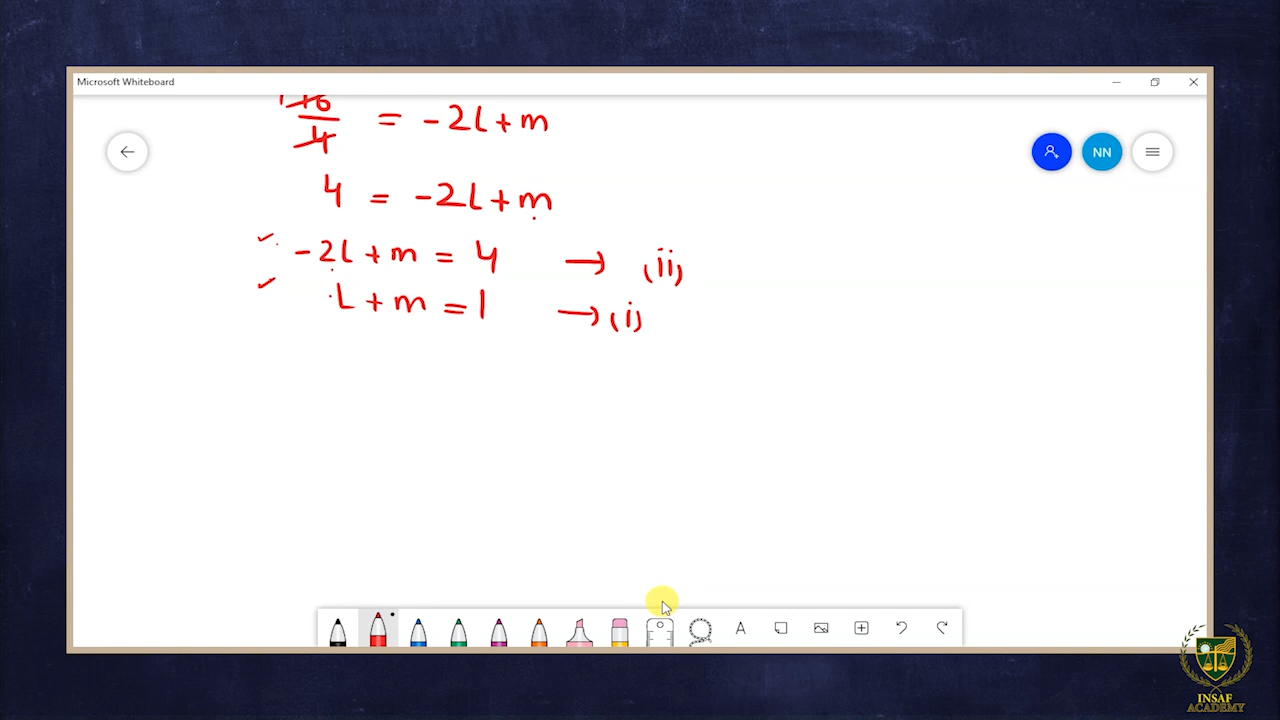 Microsoft Whiteboard
16/4 = -2l+m
4 = -2l+m
-2l+m = 4 → (ii)
l+m = 1 → (i)
NN
A
INSAF
ACADEMY